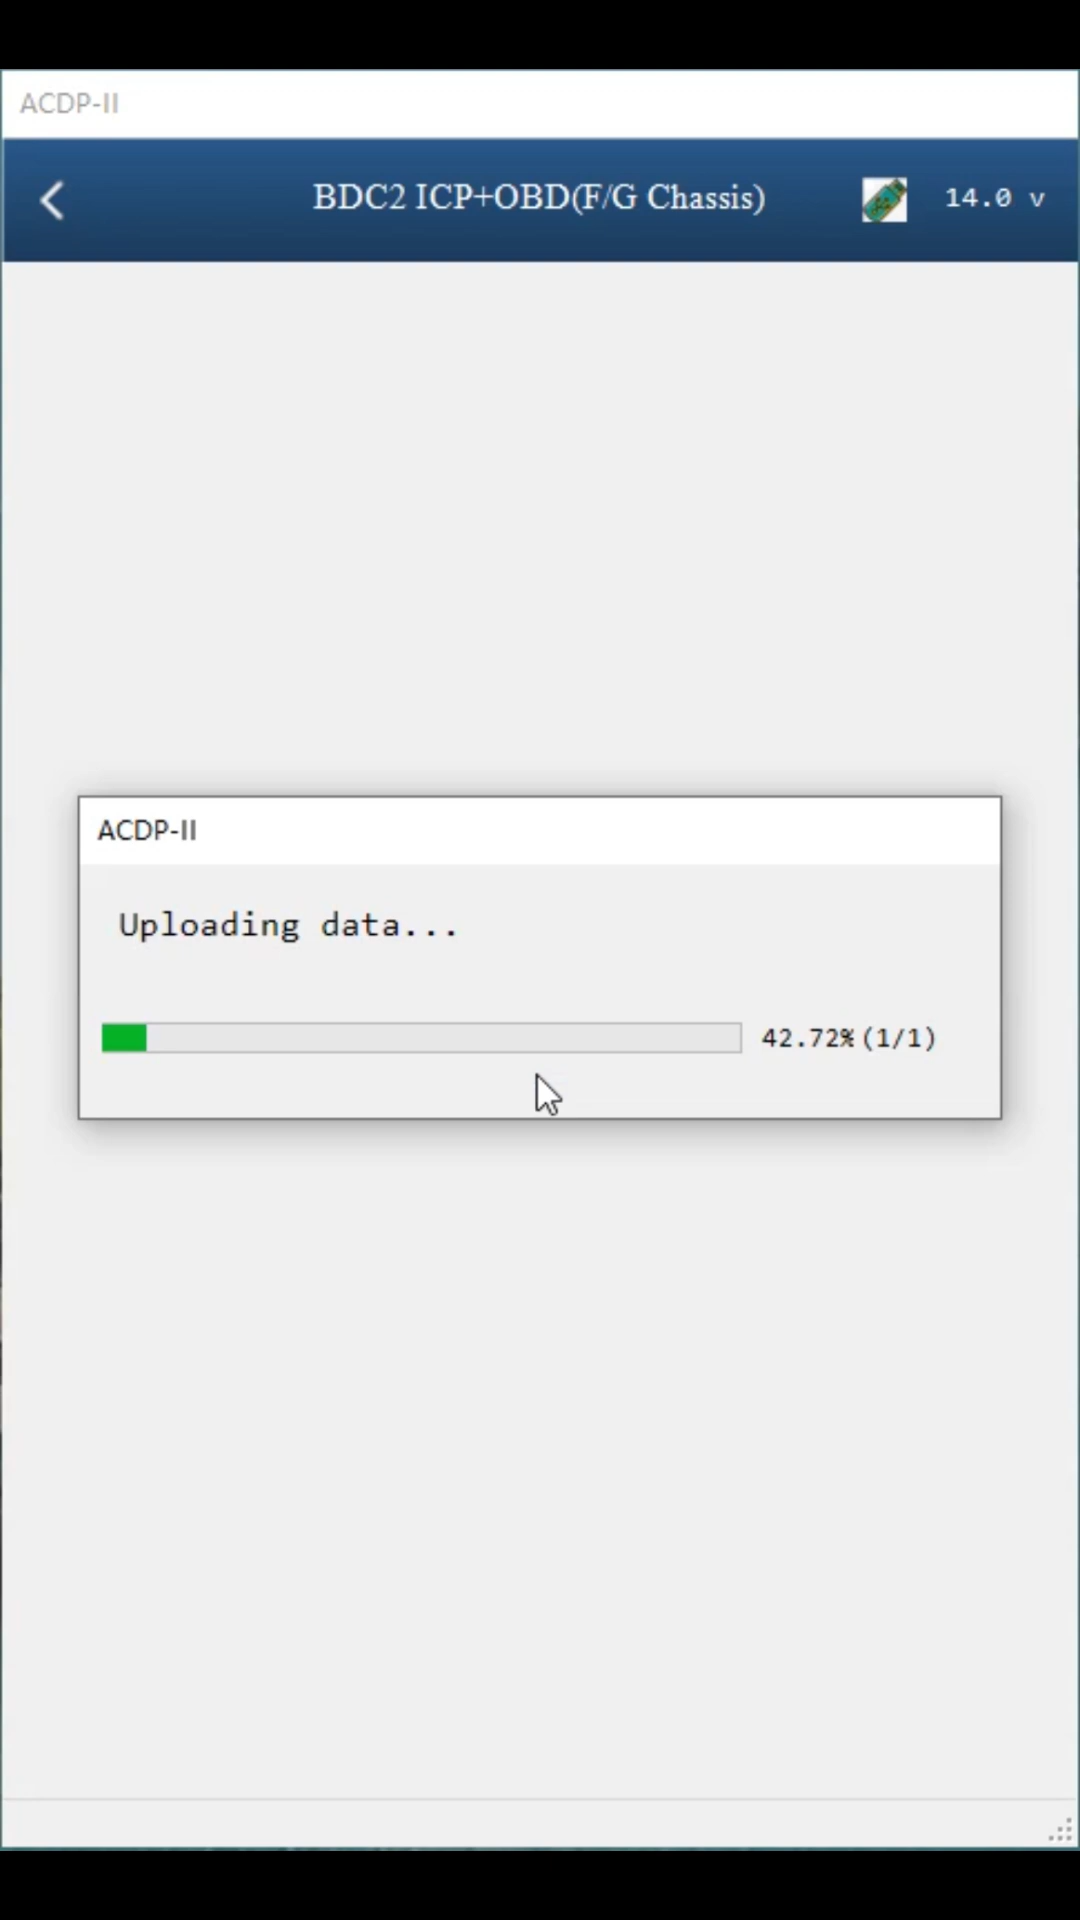 ACDP-II
BDC2 ICP+OBD(F/G Chassis)
14.0 v
ACDP-II
Uploading data...
42.72%(1/1)